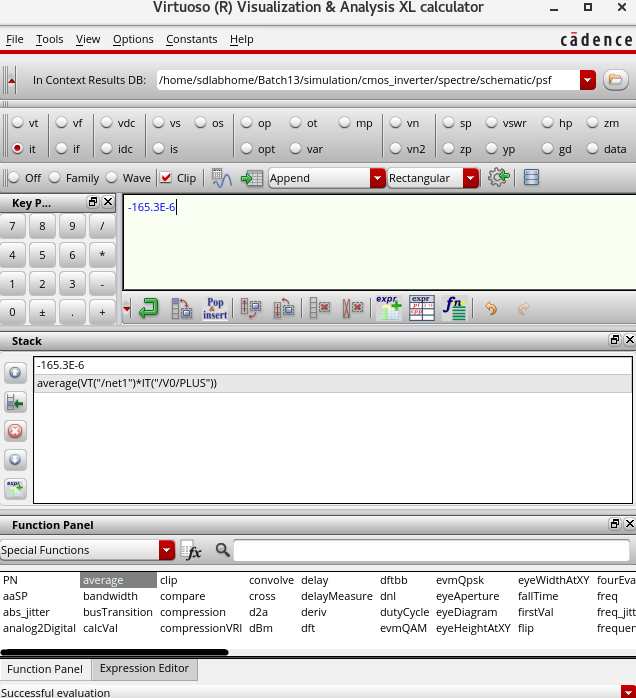 Virtuoso (R) Visualization & Analysis XL calculator
File Tools View Options Constants Help
cādence
In Context Results DB: /home/sdlabhome/Batch13/simulation/cmos_inverter/spectre/schematic/psf
vt vf vdc vs os op ot mp vn sp vswr hp zm
it if idc is opt var vn2 zp yp gd data
Off Family Wave Clip Append Rectangular
Key P...
7 8 9 /
4 5 6 *
1 2 3 -
0 ± . +
-165.3E-6
Pop & insert expr expr fn
Stack
-165.3E-6
average(VT("/net1")*IT("/V0/PLUS"))
expr
Function Panel
Special Functions fx
PN average clip convolve delay dftbb evmQpsk eyeWidthAtXY fourEva
aaSP bandwidth compare cross delayMeasure dnl eyeAperture fallTime freq
abs_jitter busTransition compression d2a deriv dutyCycle eyeDiagram firstVal freq_jitt
analog2Digital calcVal compressionVRI dBm dft evmQAM eyeHeightAtXY flip frequen
Function Panel Expression Editor
Successful evaluation